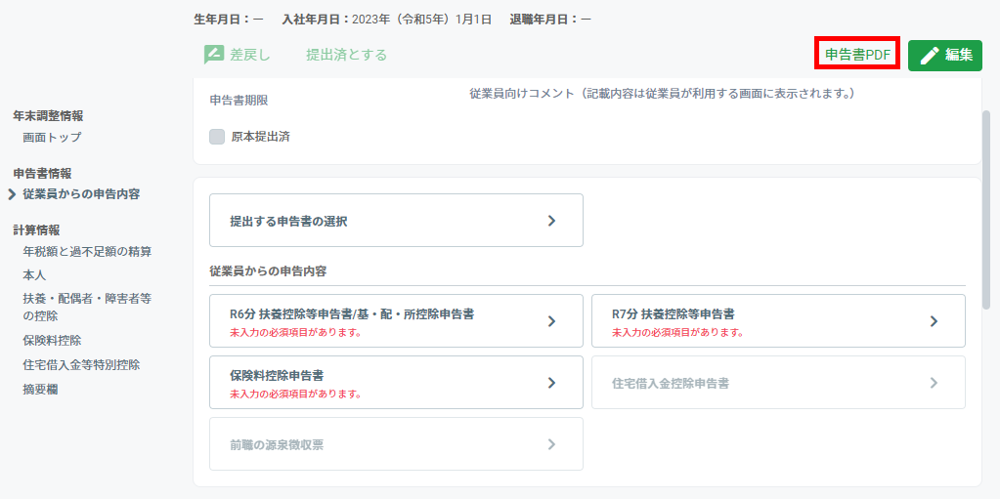 生年月日：ー　入社年月日：2023年（令和5年）1月1日　退職年月日：ー
差戻し　提出済とする　申告書PDF　編集
申告書期限　従業員向けコメント（記載内容は従業員が利用する画面に表示されます。）
原本提出済
年末調整情報
画面トップ
申告書情報
従業員からの申告内容
計算情報
年税額と過不足額の精算
本人
扶養・配偶者・障害者等
の控除
保険料控除
住宅借入金等特別控除
摘要欄
提出する申告書の選択
従業員からの申告内容
R6分 扶養控除等申告書/基・配・所控除申告書
未入力の必須項目があります。
R7分 扶養控除等申告書
未入力の必須項目があります。
保険料控除申告書
未入力の必須項目があります。
住宅借入金控除申告書
前職の源泉徴収票